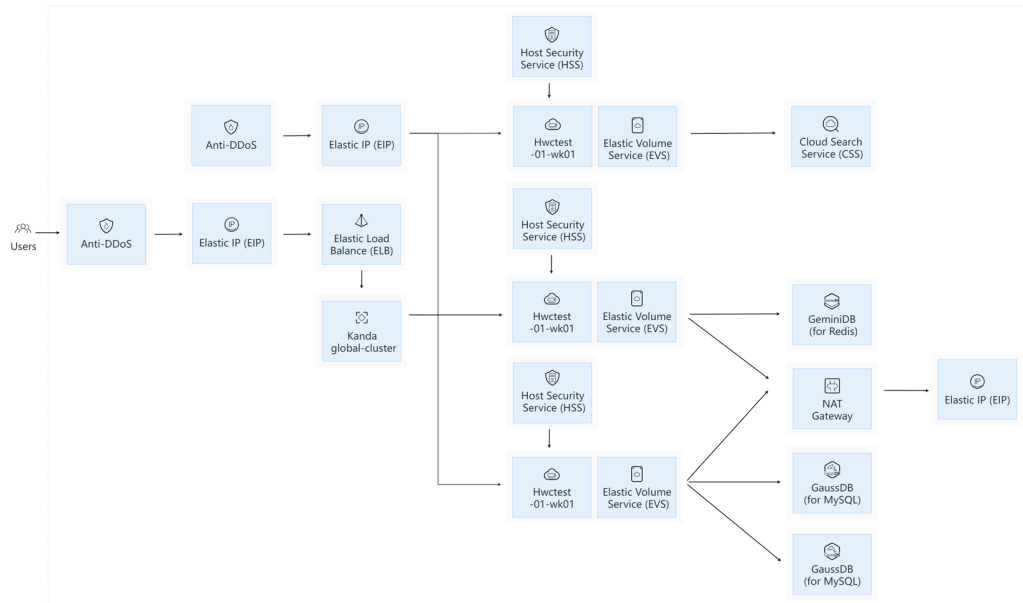 Host Security
Service (HSS)
Anti-DDoS
Elastic IP (EIP)
Hwctest
-01-wk01
Elastic Volume
Service (EVS)
Cloud Search
Service (CSS)
Users
Anti-DDoS
Elastic IP (EIP)
Elastic Load
Balance (ELB)
Host Security
Service (HSS)
Kanda
global-cluster
Hwctest
-01-wk01
Elastic Volume
Service (EVS)
GeminiDB
(for Redis)
Host Security
Service (HSS)
NAT
Gateway
Elastic IP (EIP)
Hwctest
-01-wk01
Elastic Volume
Service (EVS)
GaussDB
(for MySQL)
GaussDB
(for MySQL)